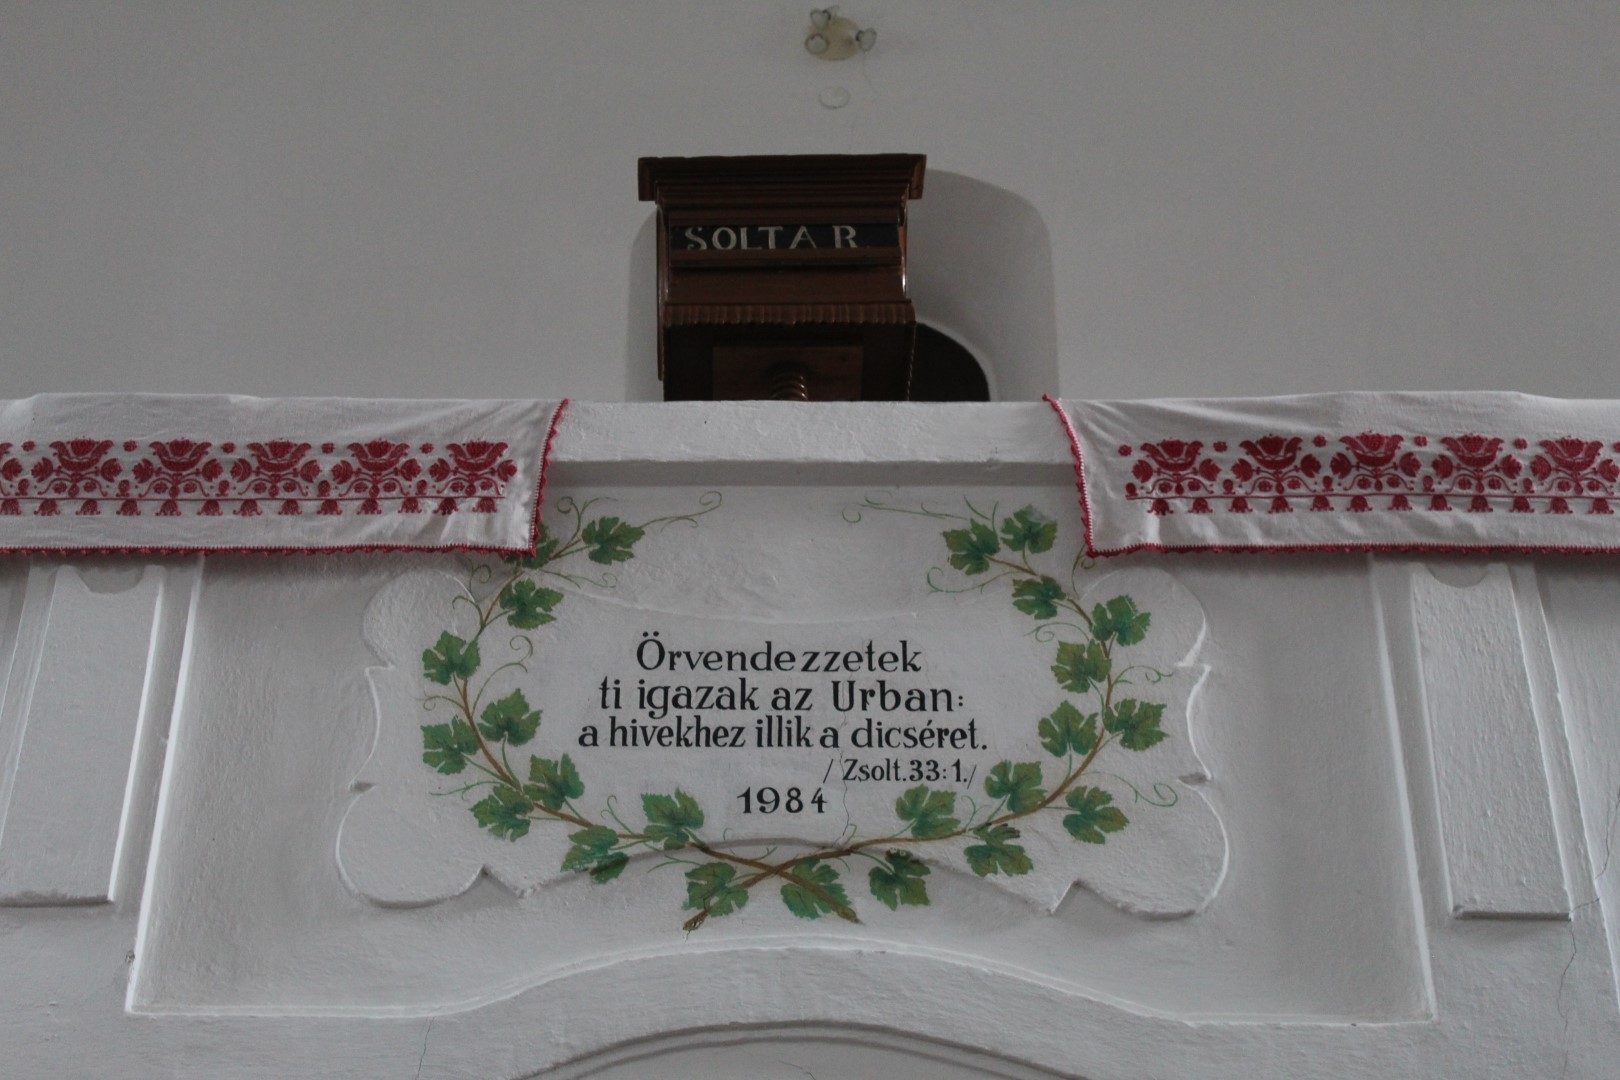 SOLTAR
Örvendezzetek
ti igazak az Urban:
a hivekhez illik a dicséret.
/Zsolt.33:1./
1984